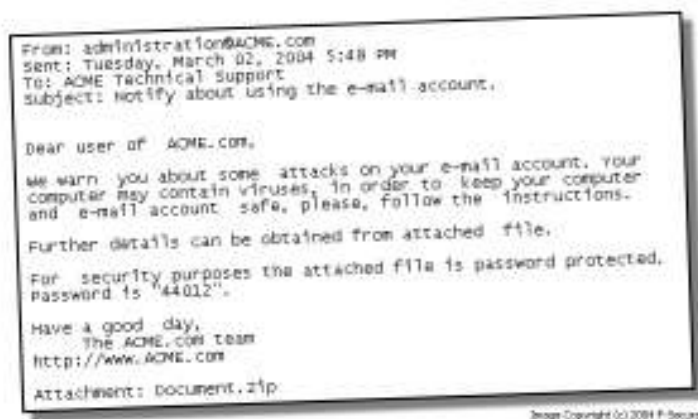 From: administration@ACME.com
Sent: Tuesday, March 02, 2004 5:48 PM
To: ACME Technical Support
Subject: Notify about using the e-mail account.
Dear user of ACME.com,
We warn you about some attacks on your e-mail account. Your
computer may contain viruses, in order to keep your computer
and e-mail account safe, please, follow the instructions.
Further details can be obtained from attached file.
For security purposes the attached file is password protected.
Password is "44012".
Have a good day,
The ACME.com team
http://www.ACME.com
Attachment: Document.zip
Image Copyright (c) 2004 F-Secure